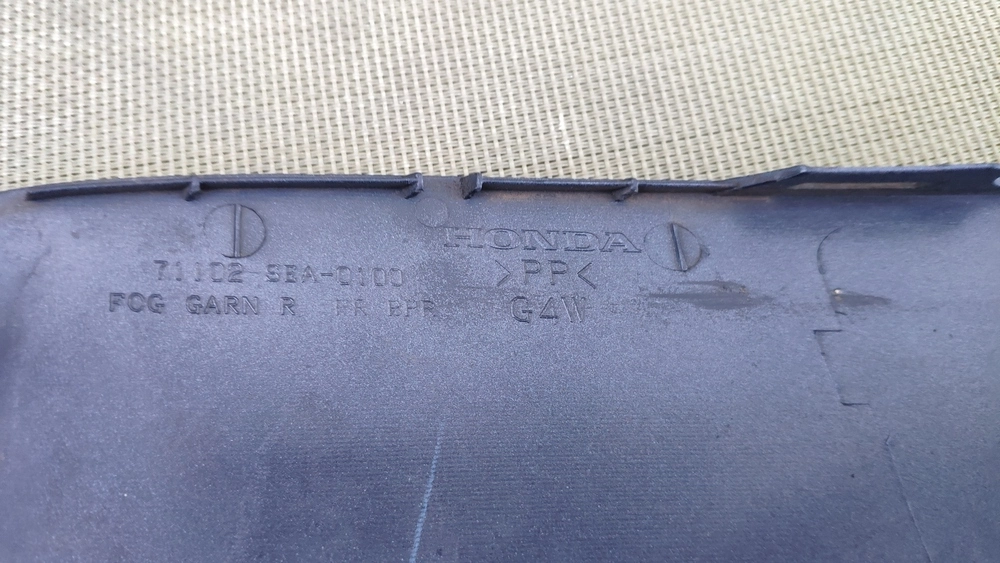 HONDA
71102 SEA-0100
FOG GARN R FR BPR
>PP<
G4W